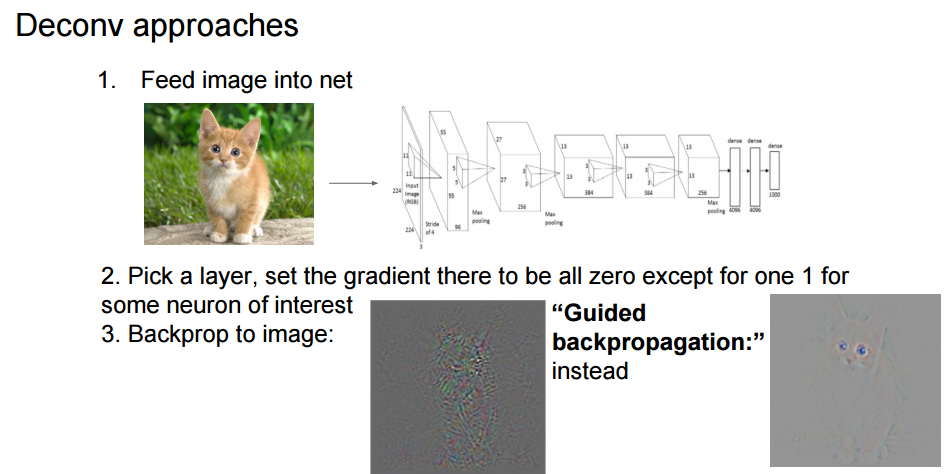 Deconv approaches
1. Feed image into net
55
27
13
13
13
dense
dense
dense
11
11
5
5
3
3
3
3
224
Input
Image
(RGB)
55
27
13
13
13
384
384
256
1000
256
Max
pooling
4096
4096
Max
pooling
Max
pooling
Stride
of 4
96
224
3
2. Pick a layer, set the gradient there to be all zero except for one 1 for
some neuron of interest
3. Backprop to image:
“Guided
backpropagation:”
instead